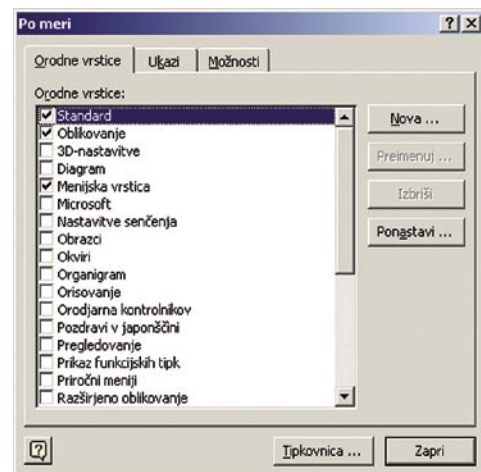 Po meri
Orodne vrstice Ukazi Možnosti
Orodne vrstice:
Standard
Oblikovanje
3D-nastavitve
Diagram
Menijska vrstica
Microsoft
Nastavitve senčenja
Obrazci
Okviri
Organigram
Orisovanje
Orodjarna kontrolnikov
Pozdravi v japonščini
Pregledovanje
Prikaz funkcijskih tipk
Priročni meniji
Razširjeno oblikovanje
Nova ...
Preimenuj ...
Izbriši
Ponastavi ...
Tipkovnica ...
Zapri